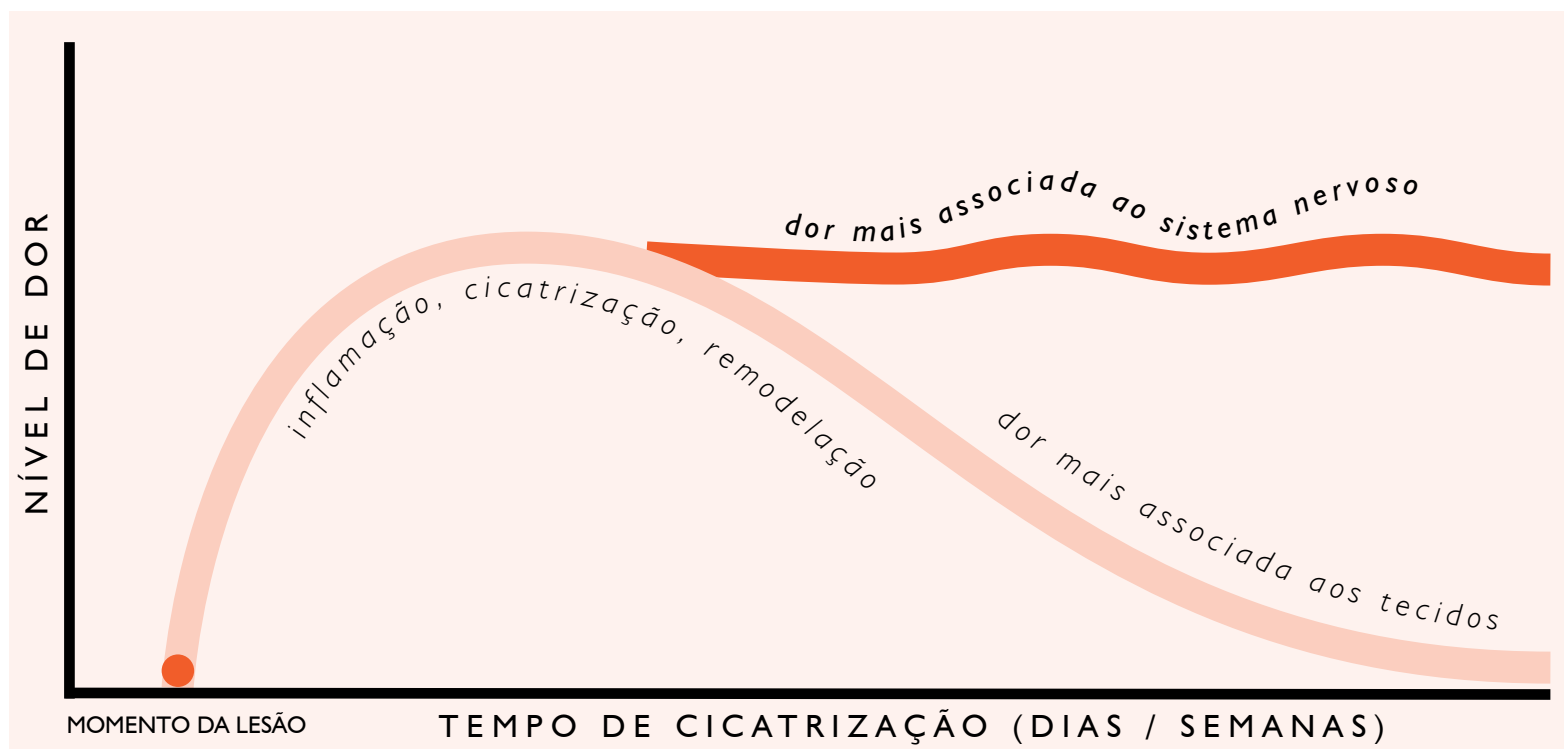 NÍVEL DE DOR
dor mais associada ao sistema nervoso
inflamação, cicatrização, remodelação
dor mais associada aos tecidos
MOMENTO DA LESÃO
TEMPO DE CICATRIZAÇÃO (DIAS / SEMANAS)